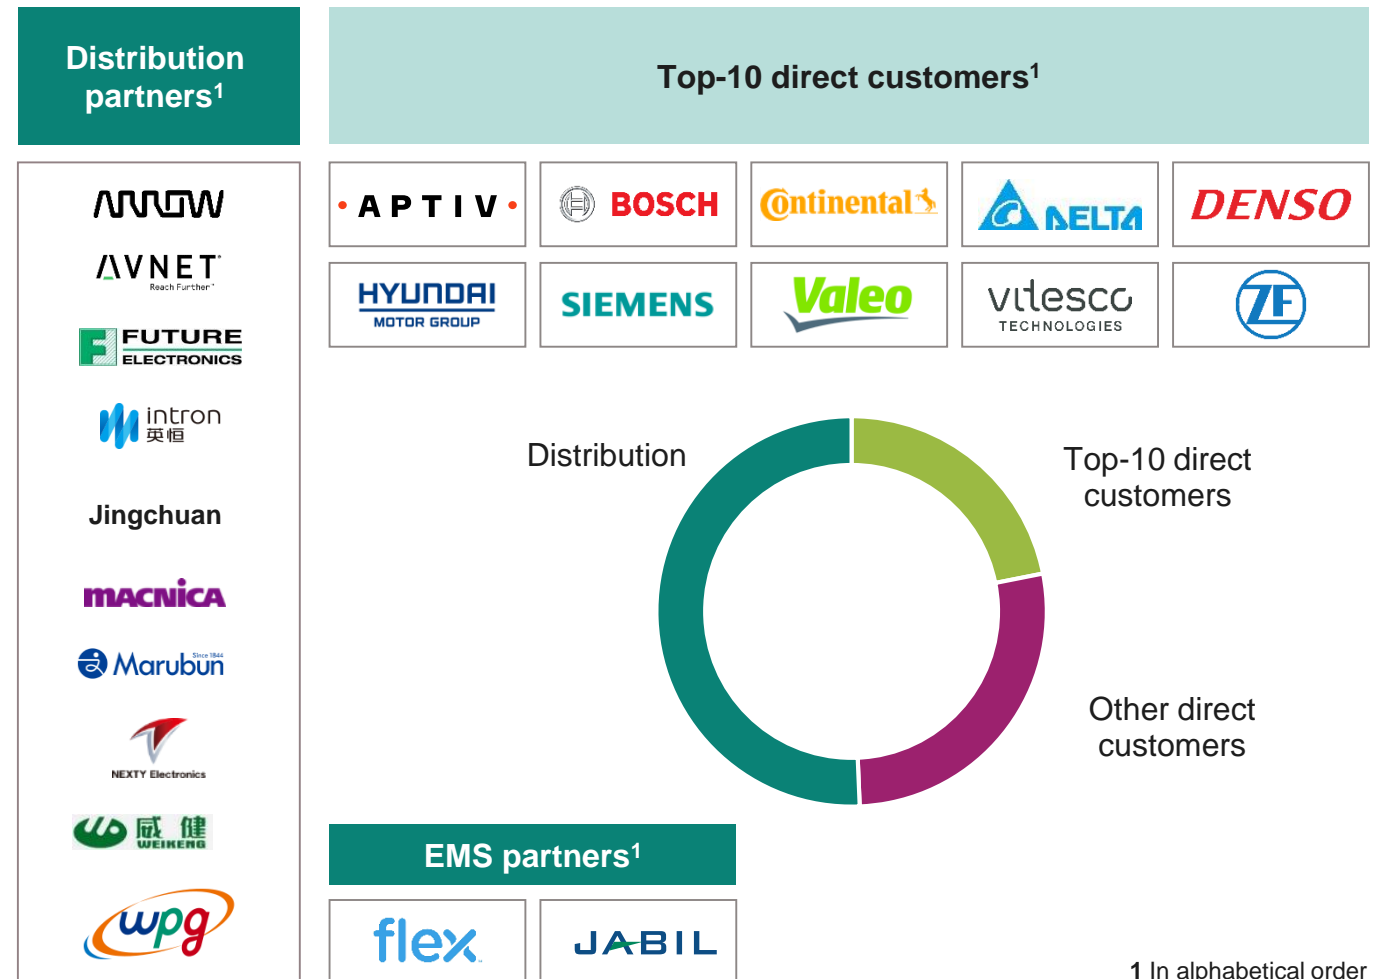 Distribution
partners¹
Top-10 direct customers¹
ARROW
AVNET
Reach Further™
FUTURE
ELECTRONICS
intron
英恒
Jingchuan
macnica
Since 1844
Marubun
NEXTY Electronics
威健
WEIKENG
wpg
• APTIV •
BOSCH
Continental
DELTA
DENSO
HYUNDAI
MOTOR GROUP
SIEMENS
Valeo
vitesco
TECHNOLOGIES
ZF
Distribution
Top-10 direct
customers
Other direct
customers
EMS partners¹
flex
JABIL
1 In alphabetical order